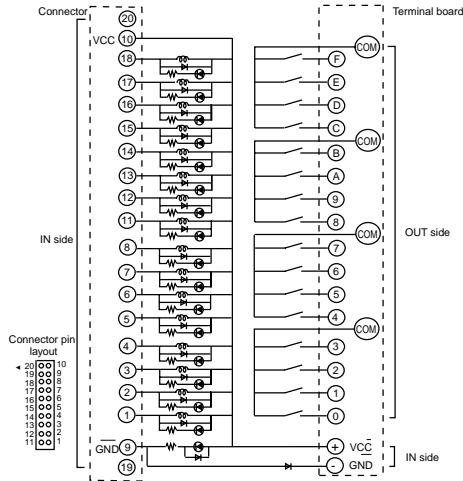 Connector
Terminal board
20
VCC 10
18
17
16
15
14
13
12
11
8
7
6
5
4
3
2
1
GND 9
19
IN side
COM
F
E
D
C
COM
B
A
9
8
COM
7
6
5
4
COM
3
2
1
0
OUT side
+ VCC
- GND
IN side
Connector pin
layout
20 10
19 9
18 8
17 7
16 6
15 5
14 4
13 3
12 2
11 1